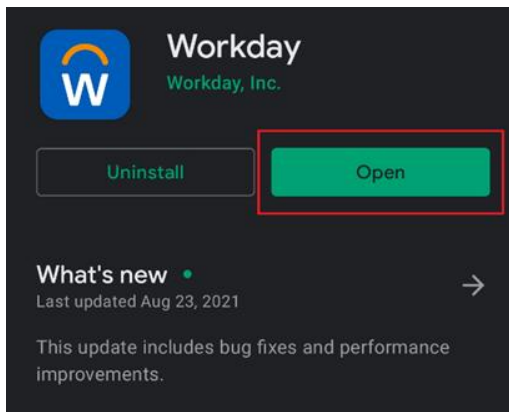 W
Workday
Workday, Inc.
Uninstall
Open
What's new
Last updated Aug 23, 2021
This update includes bug fixes and performance
improvements.